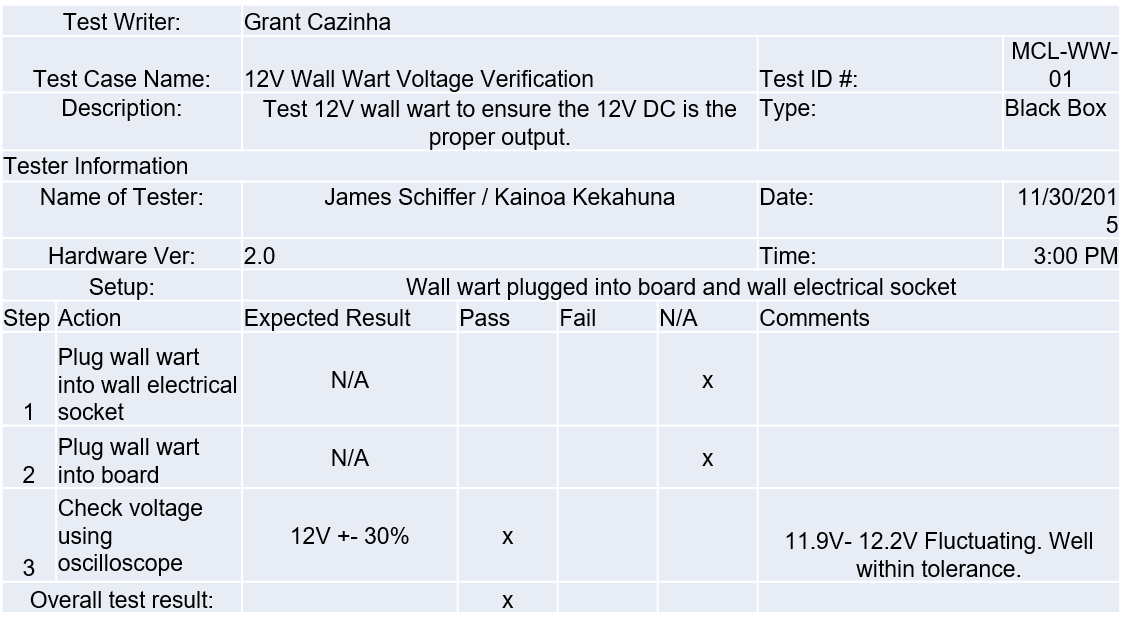 Test Writer: Grant Cazinha
Test Case Name: 12V Wall Wart Voltage Verification Test ID #: MCL-WW-
01
Description: Test 12V wall wart to ensure the 12V DC is the
proper output.
Type: Black Box
Tester Information
Name of Tester: James Schiffer / Kainoa Kekahuna Date: 11/30/201
5
Hardware Ver: 2.0 Time: 3:00 PM
Setup: Wall wart plugged into board and wall electrical socket
Step Action Expected Result Pass Fail N/A Comments
1 Plug wall wart
into wall electrical
socket
N/A x
2 Plug wall wart
into board
N/A x
3 Check voltage
using
oscilloscope
12V +- 30% x 11.9V- 12.2V Fluctuating. Well
within tolerance.
Overall test result: x